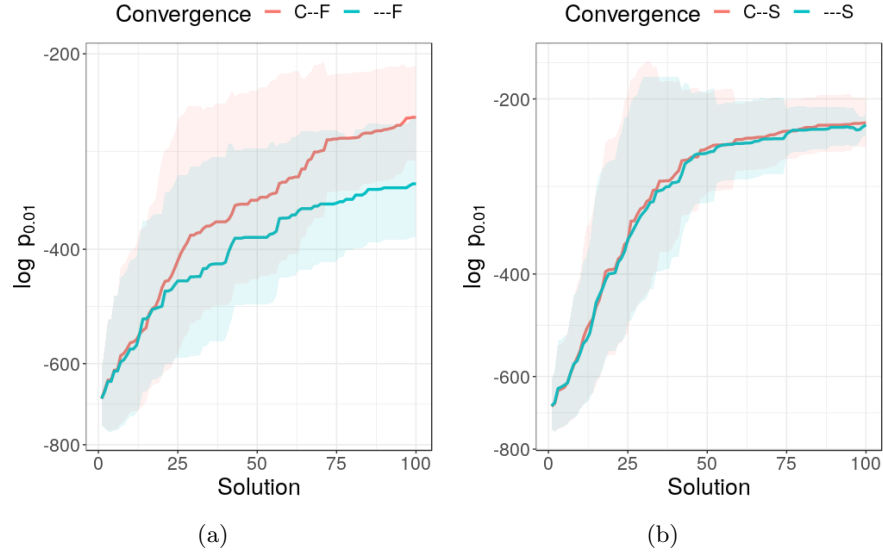 Convergence C--F ---F
-200
-400
-600
-800
log p0.01
0 25 50 75 100
Solution
(a)
Convergence C--S ---S
-200
-400
-600
-800
log p0.01
0 25 50 75 100
Solution
(b)